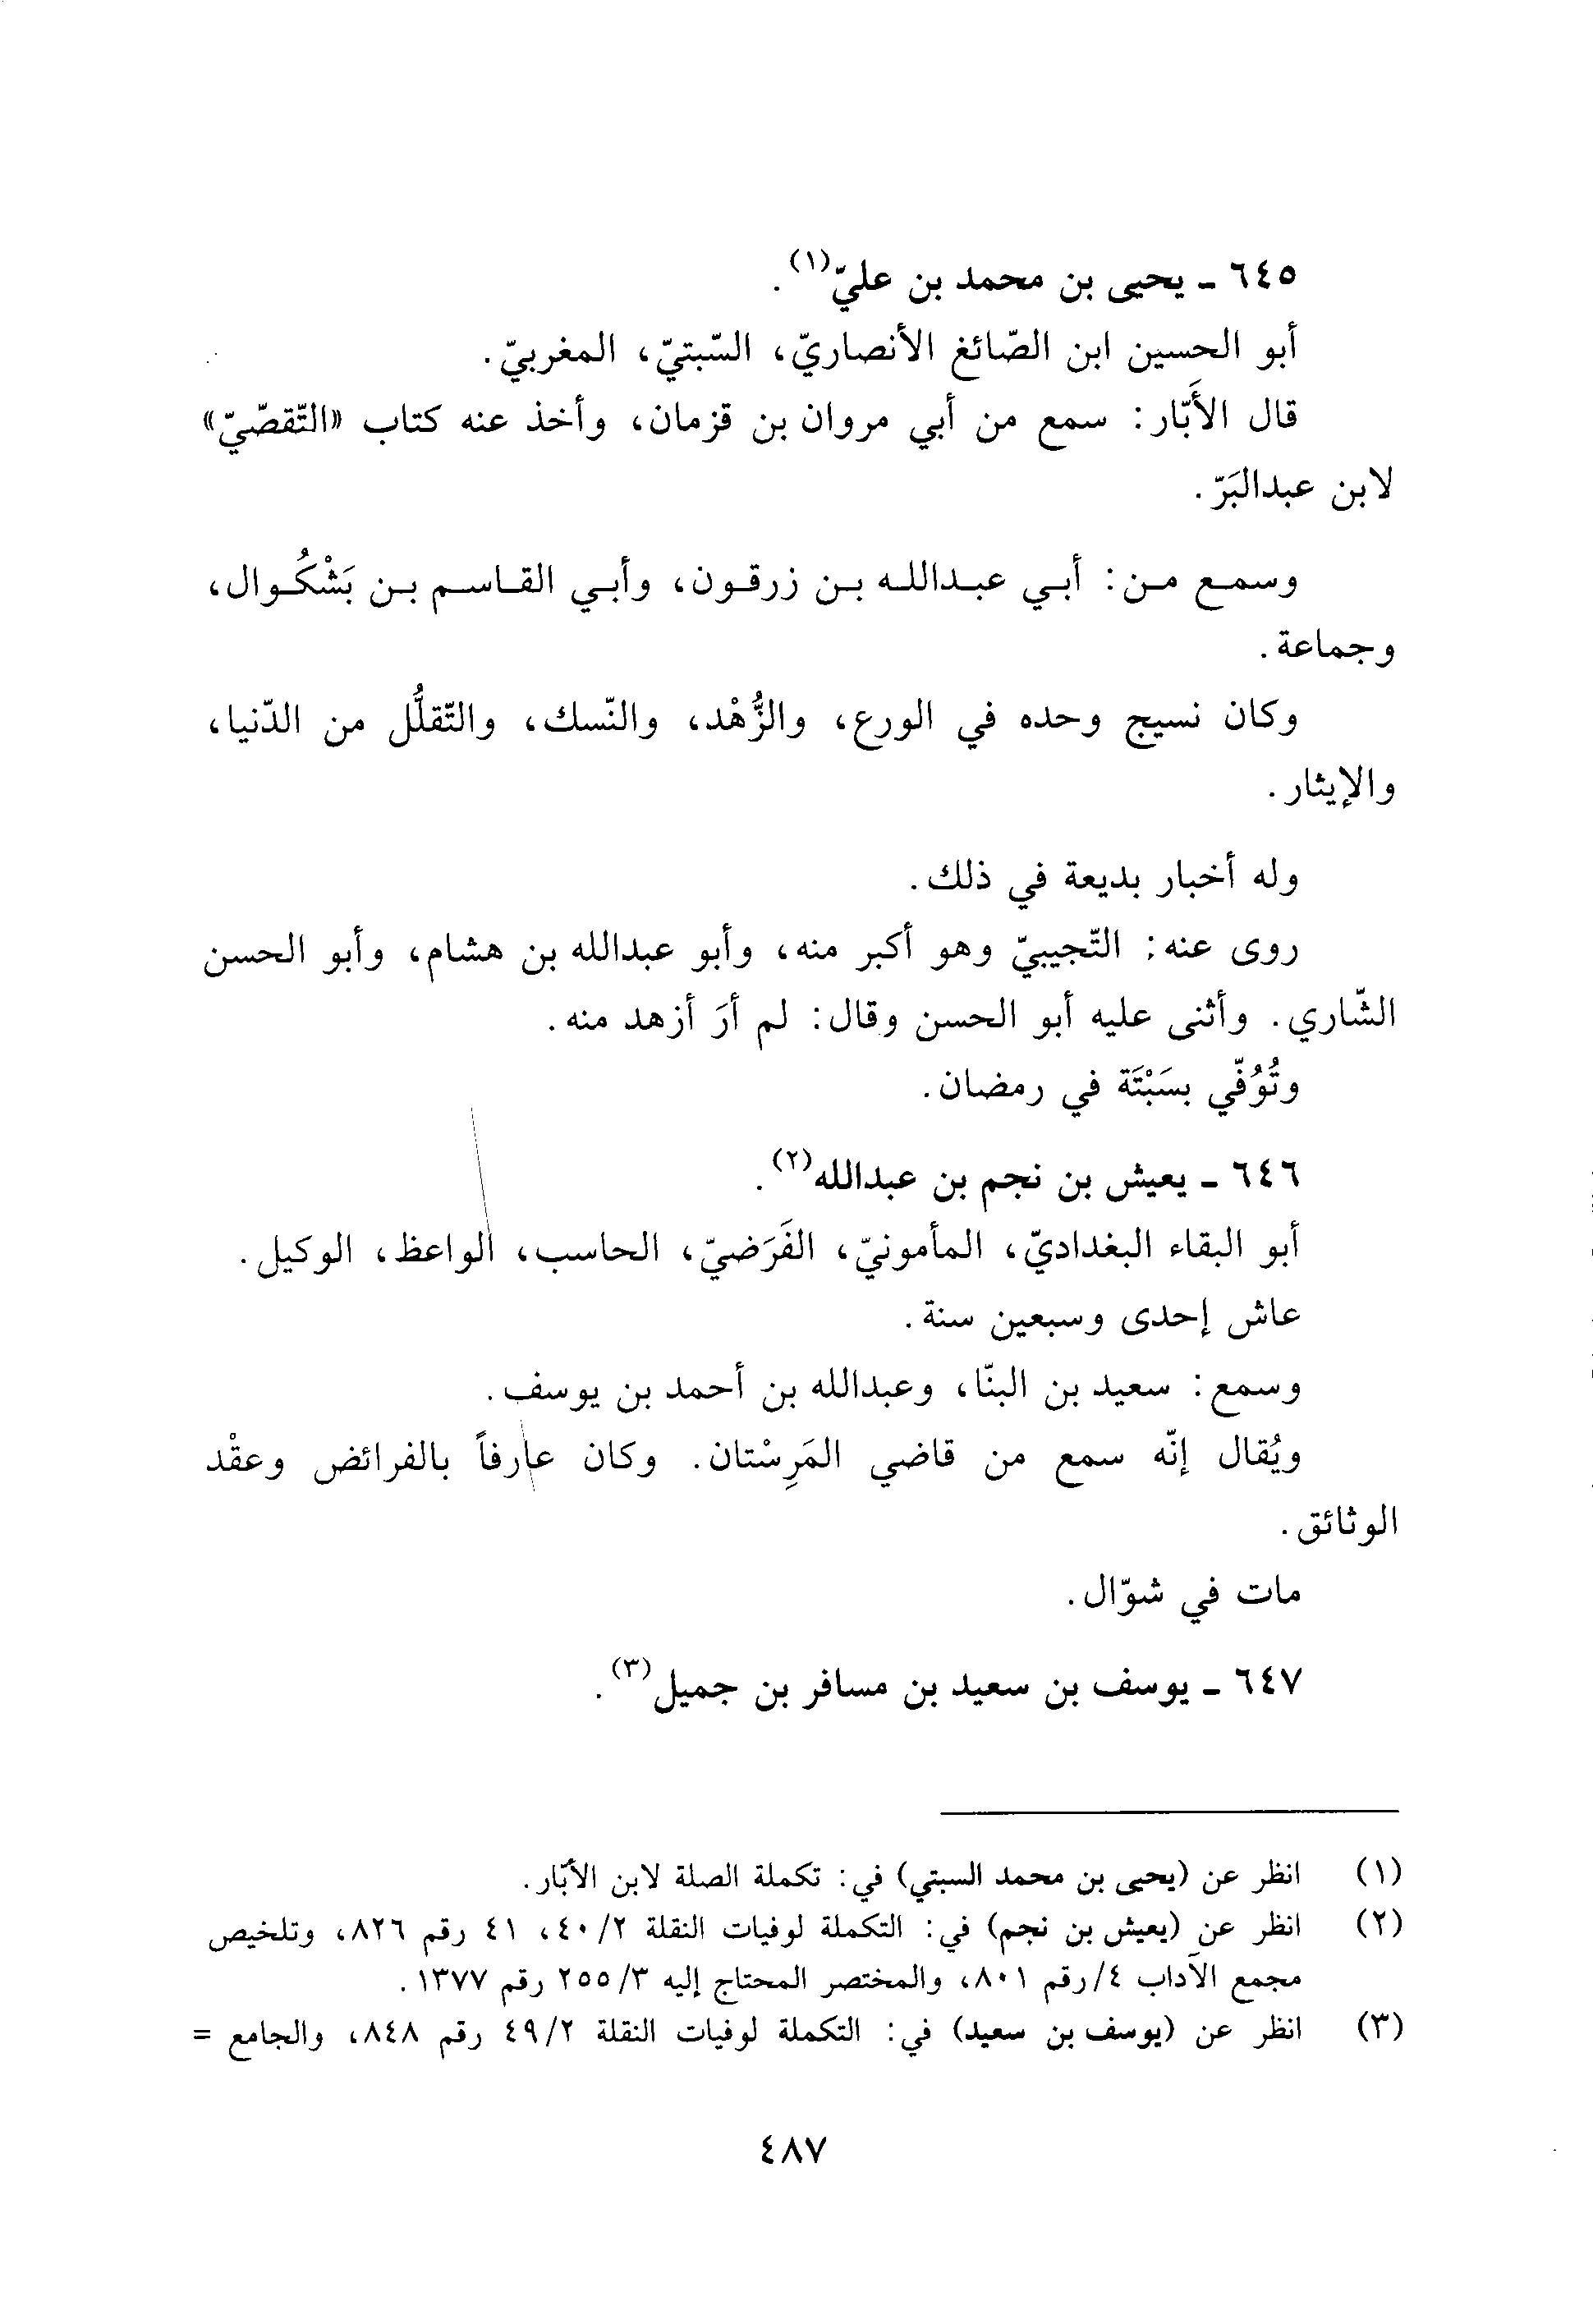 ٦٤٥ - يحيى بن محمد بن عليّ(١).
أبو الحسين ابن الصّائغ الأنصاريّ، السّبتيّ، المغربيّ.
قال الأَبّار: سمع من أبي مروان بن قزمان، وأخذ عنه كتاب «التّقصّيّ»
لابن عبدالبَرّ.
وسمع من: أبي عبدالله بن زرقون، وأبي القاسم بن بَشْكُوال،
وجماعة.
وكان نسيج وحده في الورع، والزُّهْد، والنّسك، والتّقلُّل من الدّنيا،
والإيثار.
وله أخبار بديعة في ذلك.
روى عنه: التّجيبيّ وهو أكبر منه، وأبو عبدالله بن هشام، وأبو الحسن
الشّاري. وأثنى عليه أبو الحسن وقال: لم أرَ أزهد منه.
وتُوُفّي بسَبْتَة في رمضان.
٦٤٦ - يعيش بن نجم بن عبدالله(٢).
أبو البقاء البغداديّ، المأمونيّ، الفَرَضيّ، الحاسب، الواعظ، الوكيل.
عاش إحدى وسبعين سنة.
وسمع: سعيد بن البنّا، وعبدالله بن أحمد بن يوسف.
ويُقال إنّه سمع من قاضي المَرِسْتان. وكان عارفاً بالفرائض وعقْد
الوثائق.
مات في شوّال.
٦٤٧ - يوسف بن سعيد بن مسافر بن جميل(٣).
(١) انظر عن (يحيى بن محمد السبتي) في: تكملة الصلة لابن الأبّار.
(٢) انظر عن (يعيش بن نجم) في: التكملة لوفيات النقلة ٤٠/٢، ٤١ رقم ٨٢٦، وتلخيص
مجمع الآداب ٤/رقم ٨٠١، والمختصر المحتاج إليه ٢٥٥/٣ رقم ١٣٧٧.
(٣) انظر عن (يوسف بن سعيد) في: التكملة لوفيات النقلة ٤٩/٢ رقم ٨٤٨، والجامع =
٤٨٧